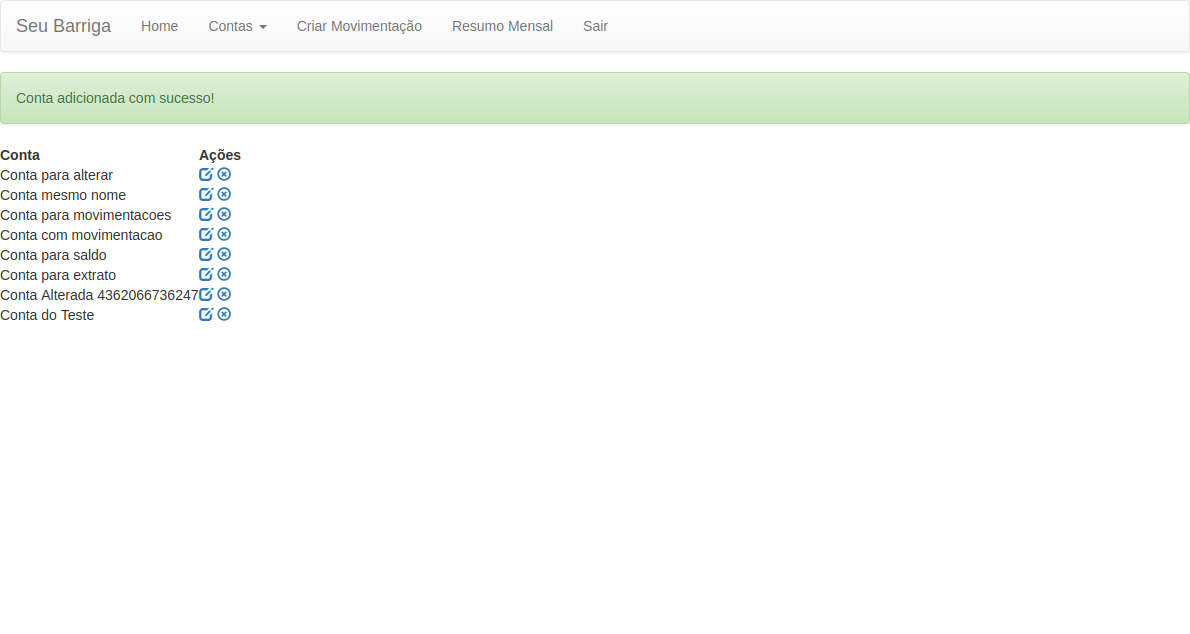 Seu Barriga Home Contas Criar Movimentação Resumo Mensal Sair
Conta adicionada com sucesso!
Conta Ações
Conta para alterar
Conta mesmo nome
Conta para movimentacoes
Conta com movimentacao
Conta para saldo
Conta para extrato
Conta Alterada 4362066736247
Conta do Teste